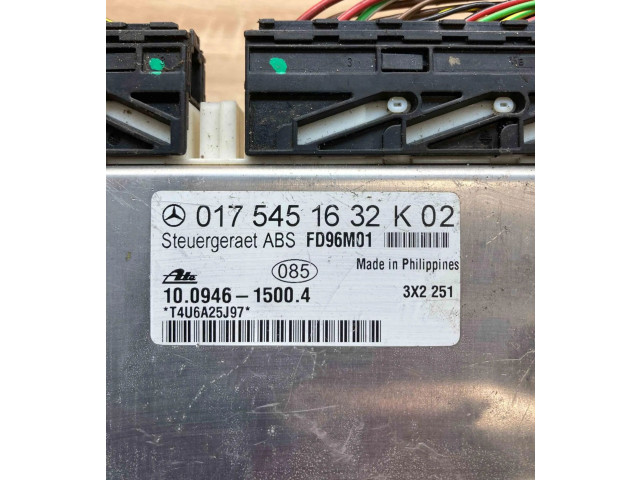 017 545 16 32 K 02
Steuergeraet ABS FD96M01
Ate 085 Made in Philippines
10.0946-1500.4 3X2 251
*T4U6A25J97*